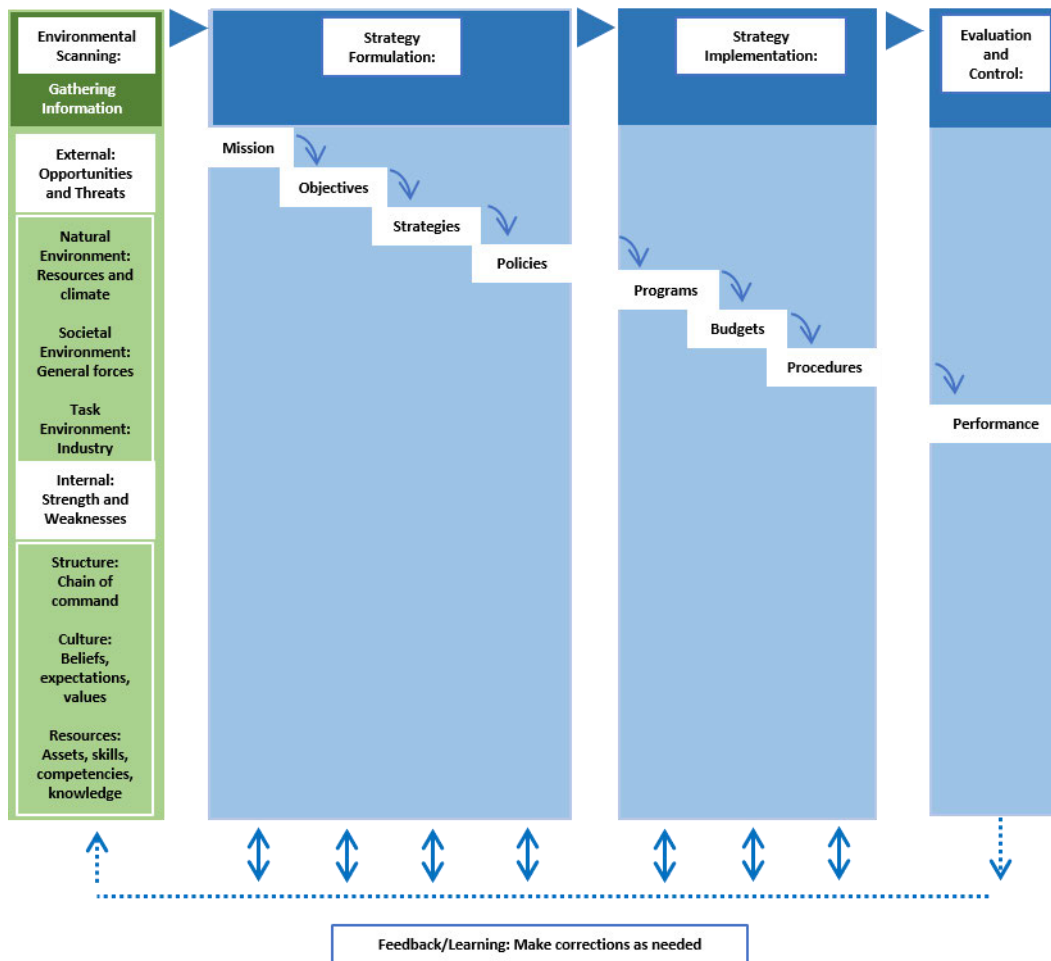 Environmental
Scanning:
Gathering
Information
External:
Opportunities
and Threats
Natural
Environment:
Resources and
climate
Societal
Environment:
General forces
Task
Environment:
Industry
Internal:
Strength and
Weaknesses
Structure:
Chain of
command
Culture:
Beliefs,
expectations,
values
Resources:
Assets, skills,
competencies,
knowledge
Strategy
Formulation:
Mission
Objectives
Strategies
Policies
Strategy
Implementation:
Programs
Budgets
Procedures
Evaluation
and
Control:
Performance
Feedback/Learning: Make corrections as needed